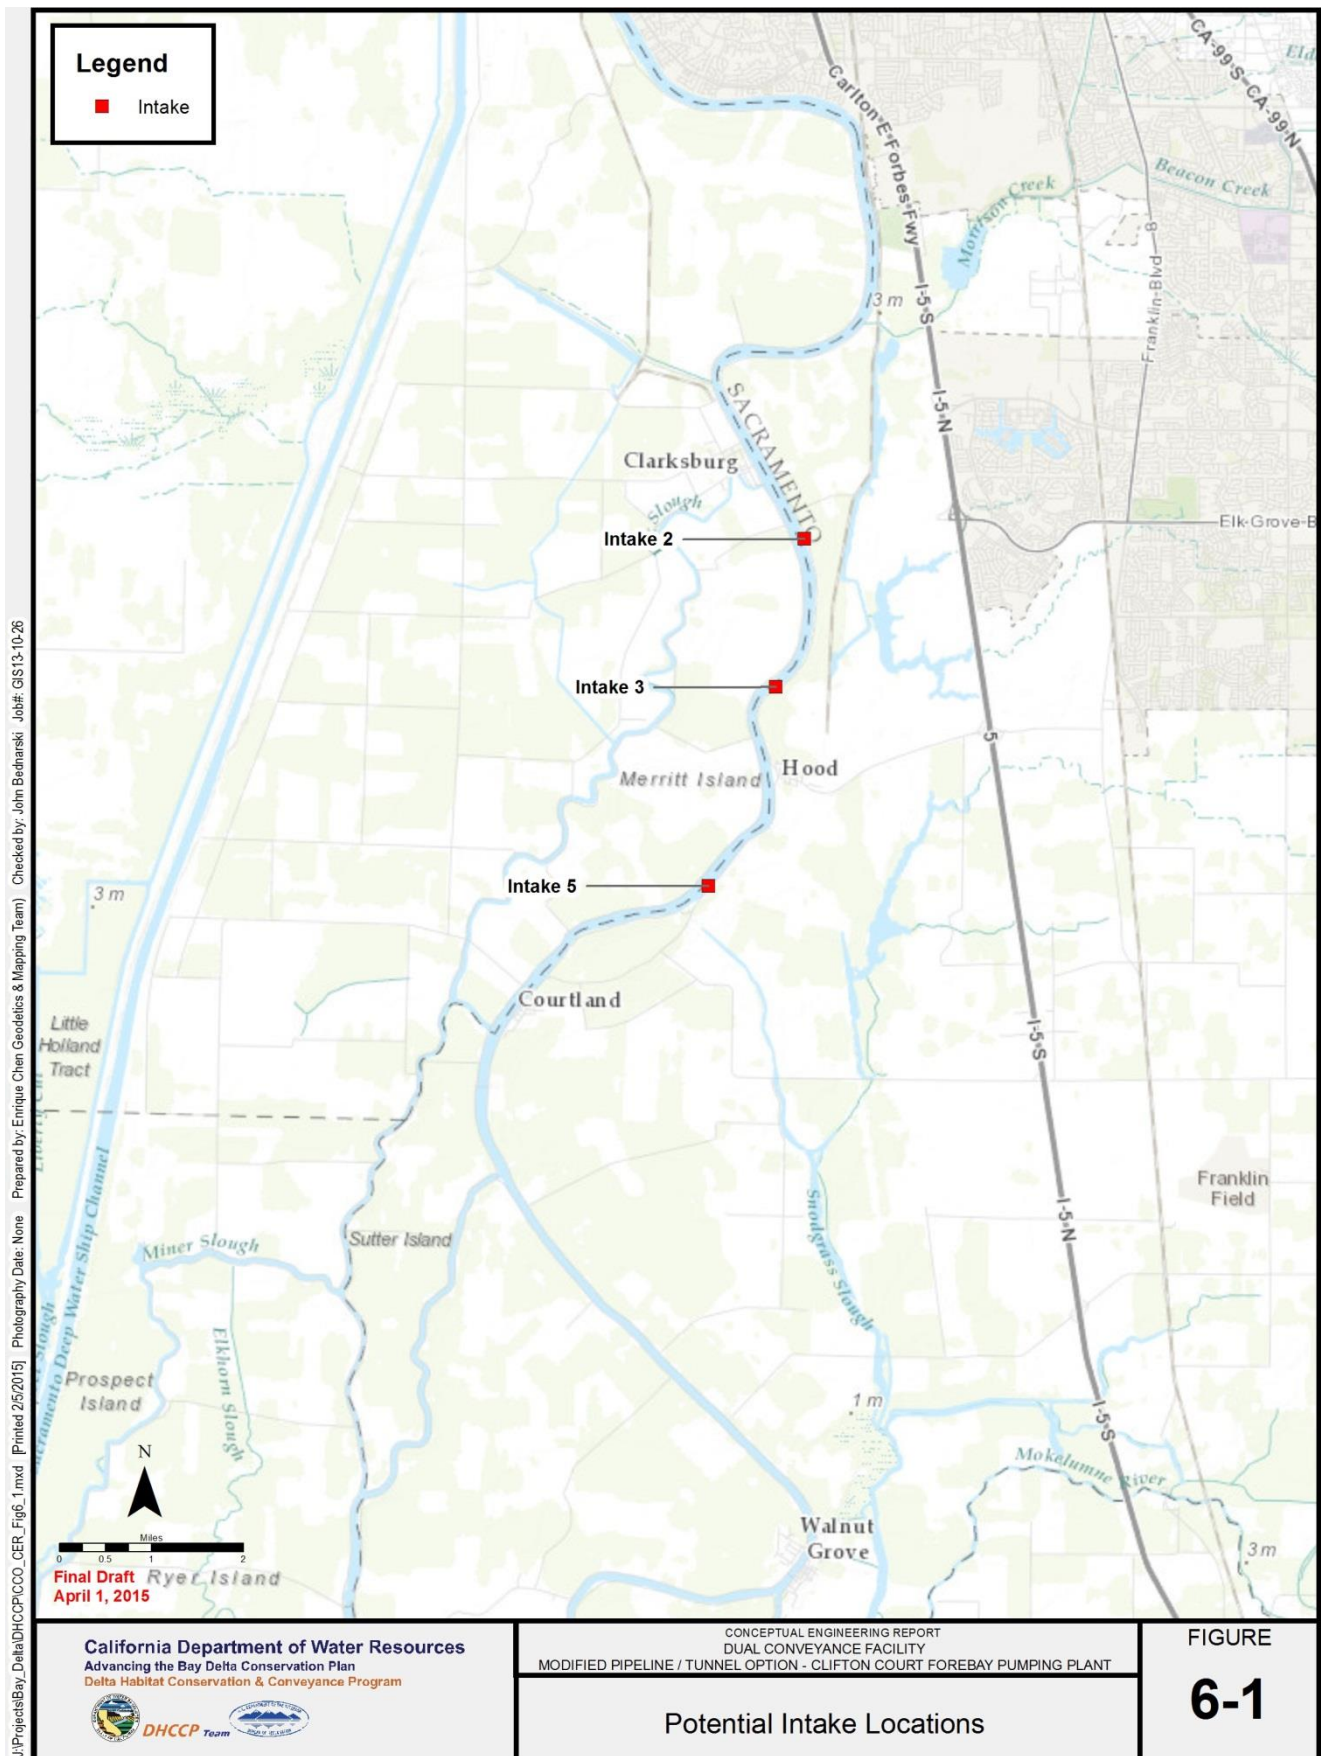 Legend
Intake
CA-99-S-CA-99-N
Carlton-E-Forbes-Fwy
Morrison Creek
Beacon Creek
I-5-S
Franklin-Blvd
3 m
I-5-N
SACRAMENTO
Clarksburg
Slough
Intake 2
Elk-Grove-B
Intake 3
5
Merritt Island
Hood
Intake 5
3 m
Courtland
Little
Holland
Tract
I-5-S
Franklin
Field
I-5-N
Snodgrass Slough
Sutter Island
Miner Slough
Sacramento Deep Water Ship Channel
Elkhorn Slough
Prospect
Island
1 m
I-5-S
Mokelumne River
N
Walnut
Grove
Miles
0 0.5 1 2
3 m
Final Draft
April 1, 2015
Ryer Island
J:\Projects\Bay_Delta\DHCCP\CCO_CER_Fig6_1.mxd [Printed 2/5/2015] Photography Date: None Prepared by: Enrique Chen Geodetics & Mapping Team) Checked by: John Bednarski Job#: GIS13-10-26
California Department of Water Resources
Advancing the Bay Delta Conservation Plan
Delta Habitat Conservation & Conveyance Program
DHCCP Team
CONCEPTUAL ENGINEERING REPORT
DUAL CONVEYANCE FACILITY
MODIFIED PIPELINE / TUNNEL OPTION - CLIFTON COURT FOREBAY PUMPING PLANT
Potential Intake Locations
FIGURE
6-1